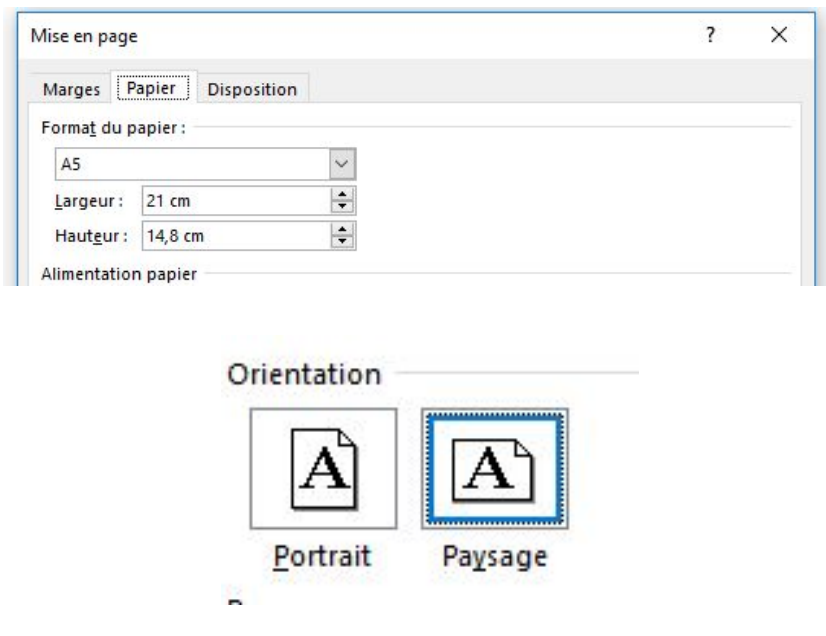 Mise en page ?
Marges Papier Disposition
Format du papier :
A5
Largeur : 21 cm
Hauteur : 14,8 cm
Alimentation papier
Orientation
A A
Portrait Paysage